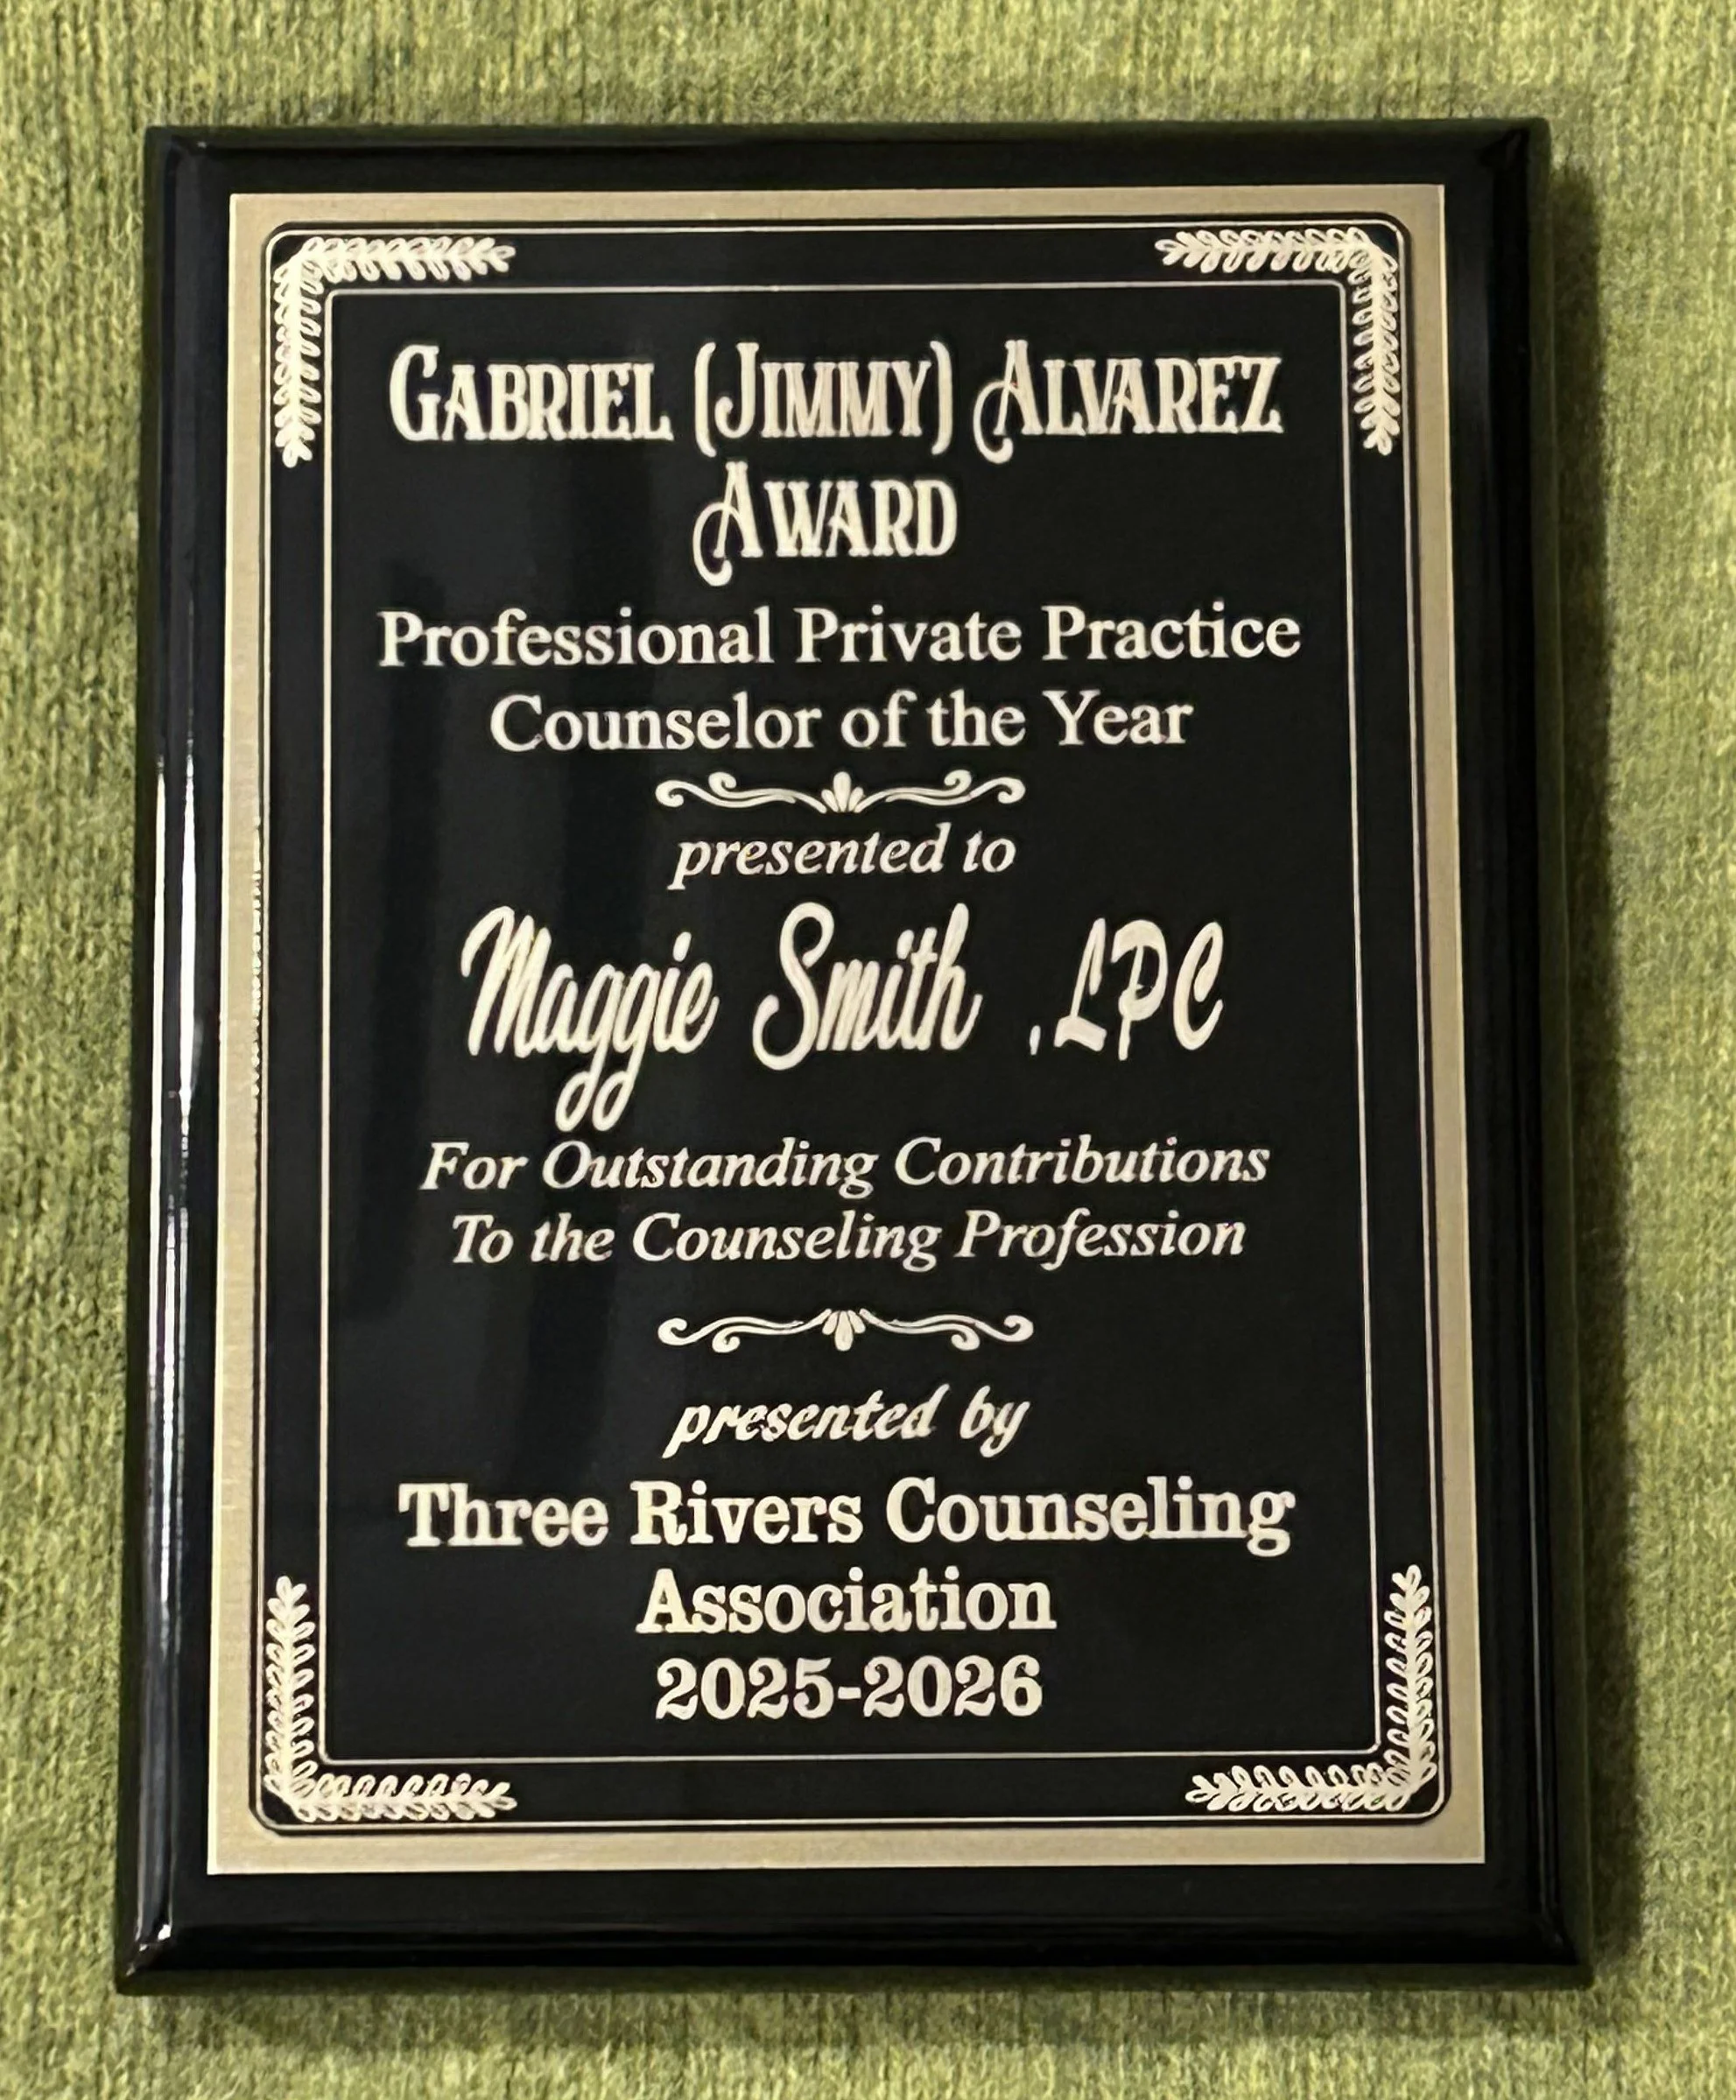 GABRIEL (JIMMY) ALVAREZ
AWARD
Professional Private Practice
Counselor of the Year
presented to
Maggie Smith , LPC
For Outstanding Contributions
To the Counseling Profession
presented by
Three Rivers Counseling
Association
2025-2026